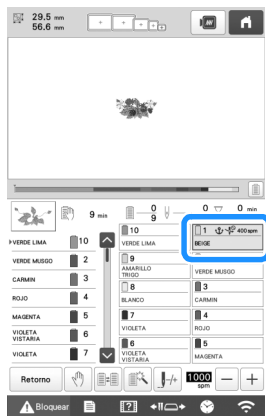 29.5 mm
56.6 mm
9 min
0
9
0
0 min
VERDE LIMA 10
VERDE MUSGO 2
CARMIN 3
ROJO 4
MAGENTA 5
VIOLETA
VISTARIA 6
VIOLETA 7
10
VERDE LIMA
9
AMARILLO
TRIGO
8
BLANCO
7
VIOLETA
6
VIOLETA
VISTARIA
1 400 spm
BEIGE
VERDE MUSGO
3
CARMIN
4
ROJO
5
MAGENTA
Retorno
1000
spm
Bloquear